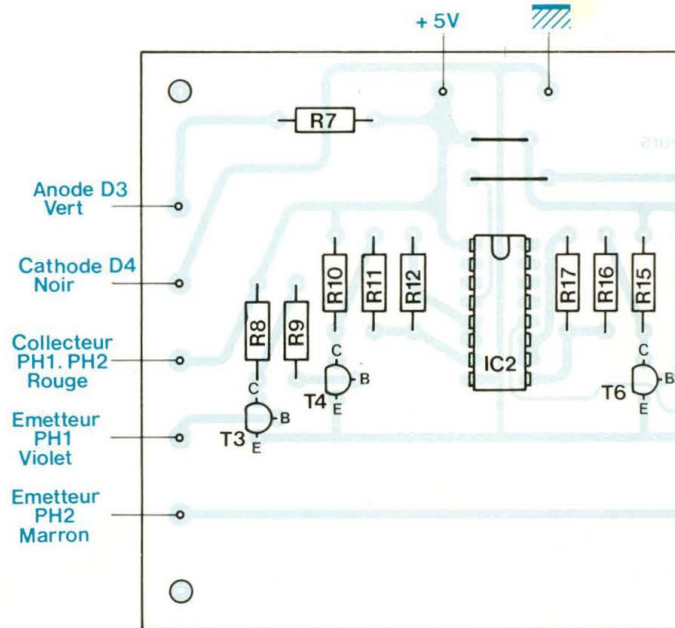 + 5V
R7
Anode D3
Vert
Cathode D4
Noir
R10
R11
R12
R17
R16
R15
R8
R9
IC2
Collecteur
PH1. PH2
Rouge
C
B
E
T4
C
B
E
T6
C
B
E
T3
Emetteur
PH1
Violet
Emetteur
PH2
Marron